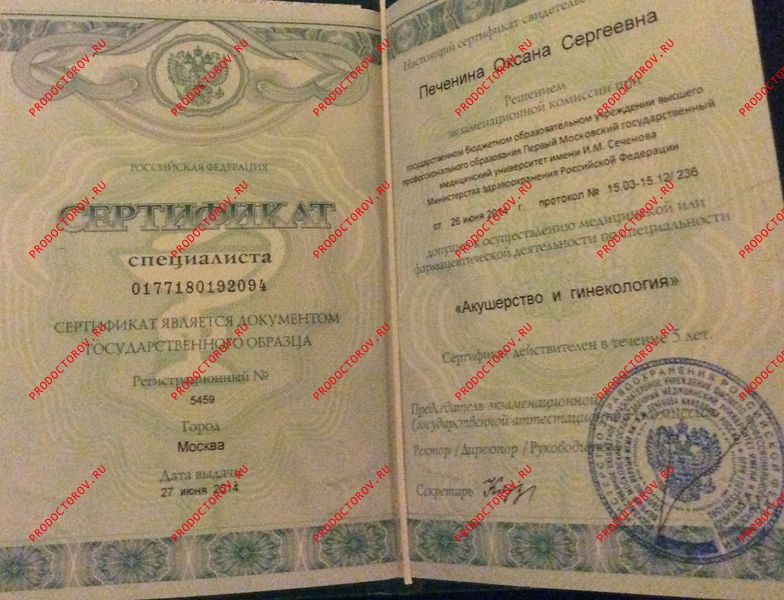 РОССИЙСКАЯ ФЕДЕРАЦИЯ
СЕРТИФИКАТ
специалиста
0177180192094
СЕРТИФИКАТ ЯВЛЯЕТСЯ ДОКУМЕНТОМ
ГОСУДАРСТВЕННОГО ОБРАЗЦА
Регистрационный №
5459
Город
Москва
Дата выдачи
27 июня 2014
Настоящий сертификат свидетельс
Печенина Оксана Сергеевна
Решением
экзаменационной комиссии при
государственном бюджетном образовательном учреждении высшего
профессионального образования Первый Московский государственный
медицинский университет имени И.М. Сеченова
Министерства здравоохранения Российской Федерации
от 26 июня г. протокол № 15.03-15.12/ 236
допущен к осуществлению медицинской или
фармацевтической деятельности по специальности
«Акушерство и гинекология»
Сертификат действителен в течение 5 лет.
Председатель экзаменационной
(государственной аттестационной) комиссии
Ректор / Директор / Руководитель
Секретарь
PRODOCTOROV.RU